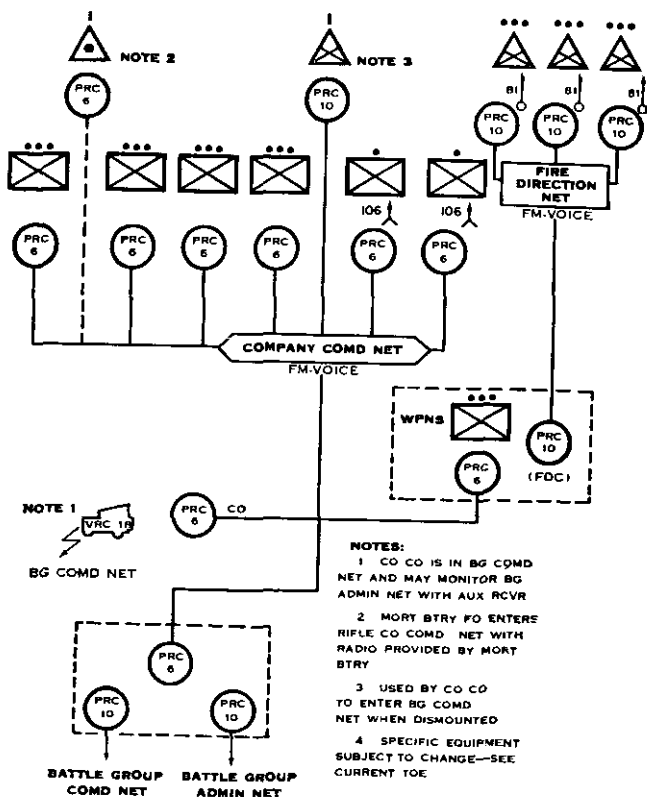 I
NOTE 2
PRC 6
I
NOTE 3
PRC 10
81
81
81
PRC 10
PRC 10
PRC 10
FIRE
DIRECTION
NET
FM-VOICE
106
106
PRC 6
PRC 6
PRC 6
PRC 6
PRC 6
PRC 6
COMPANY COMD NET
FM-VOICE
WPNS
PRC 6
PRC 10
(FDC)
NOTE 1
VRC 18
BG COMD NET
PRC 6
CO
PRC 6
PRC 10
PRC 10
BATTLE GROUP
COMD NET
BATTLE GROUP
ADMIN NET
NOTES:
1 CO CO IS IN BG COMD
NET AND MAY MONITOR BG
ADMIN NET WITH AUX RCVR
2 MORT BTRY FO ENTERS
RIFLE CO COMD NET WITH
RADIO PROVIDED BY MORT
BTRY
3 USED BY CO CO
TO ENTER BG COMD
NET WHEN DISMOUNTED
4 SPECIFIC EQUIPMENT
SUBJECT TO CHANGE—SEE
CURRENT TOE